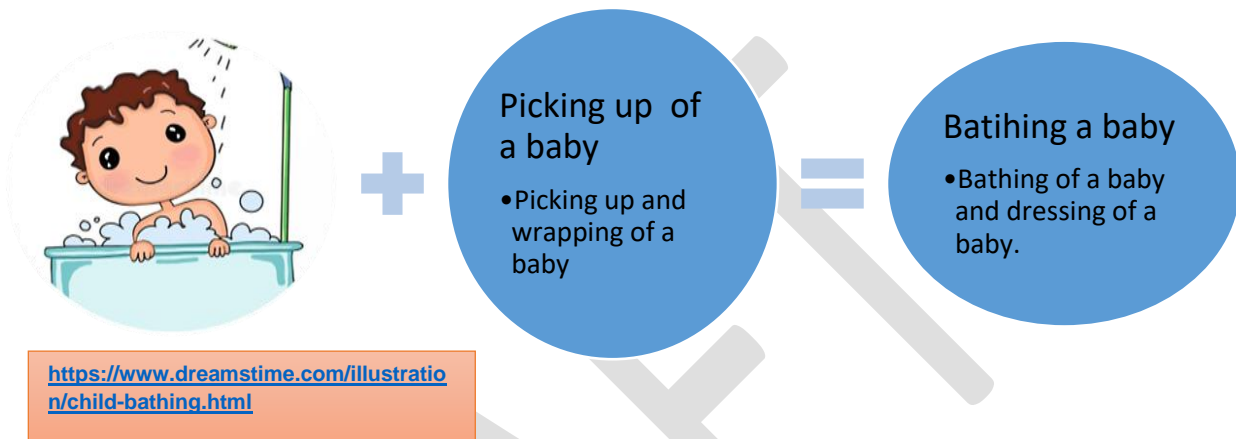 Picking up of
a baby
•Picking up and
wrapping of a
baby
Batihing a baby
•Bathing of a baby
and dressing of a
baby.
https://www.dreamstime.com/illustratio
n/child-bathing.html